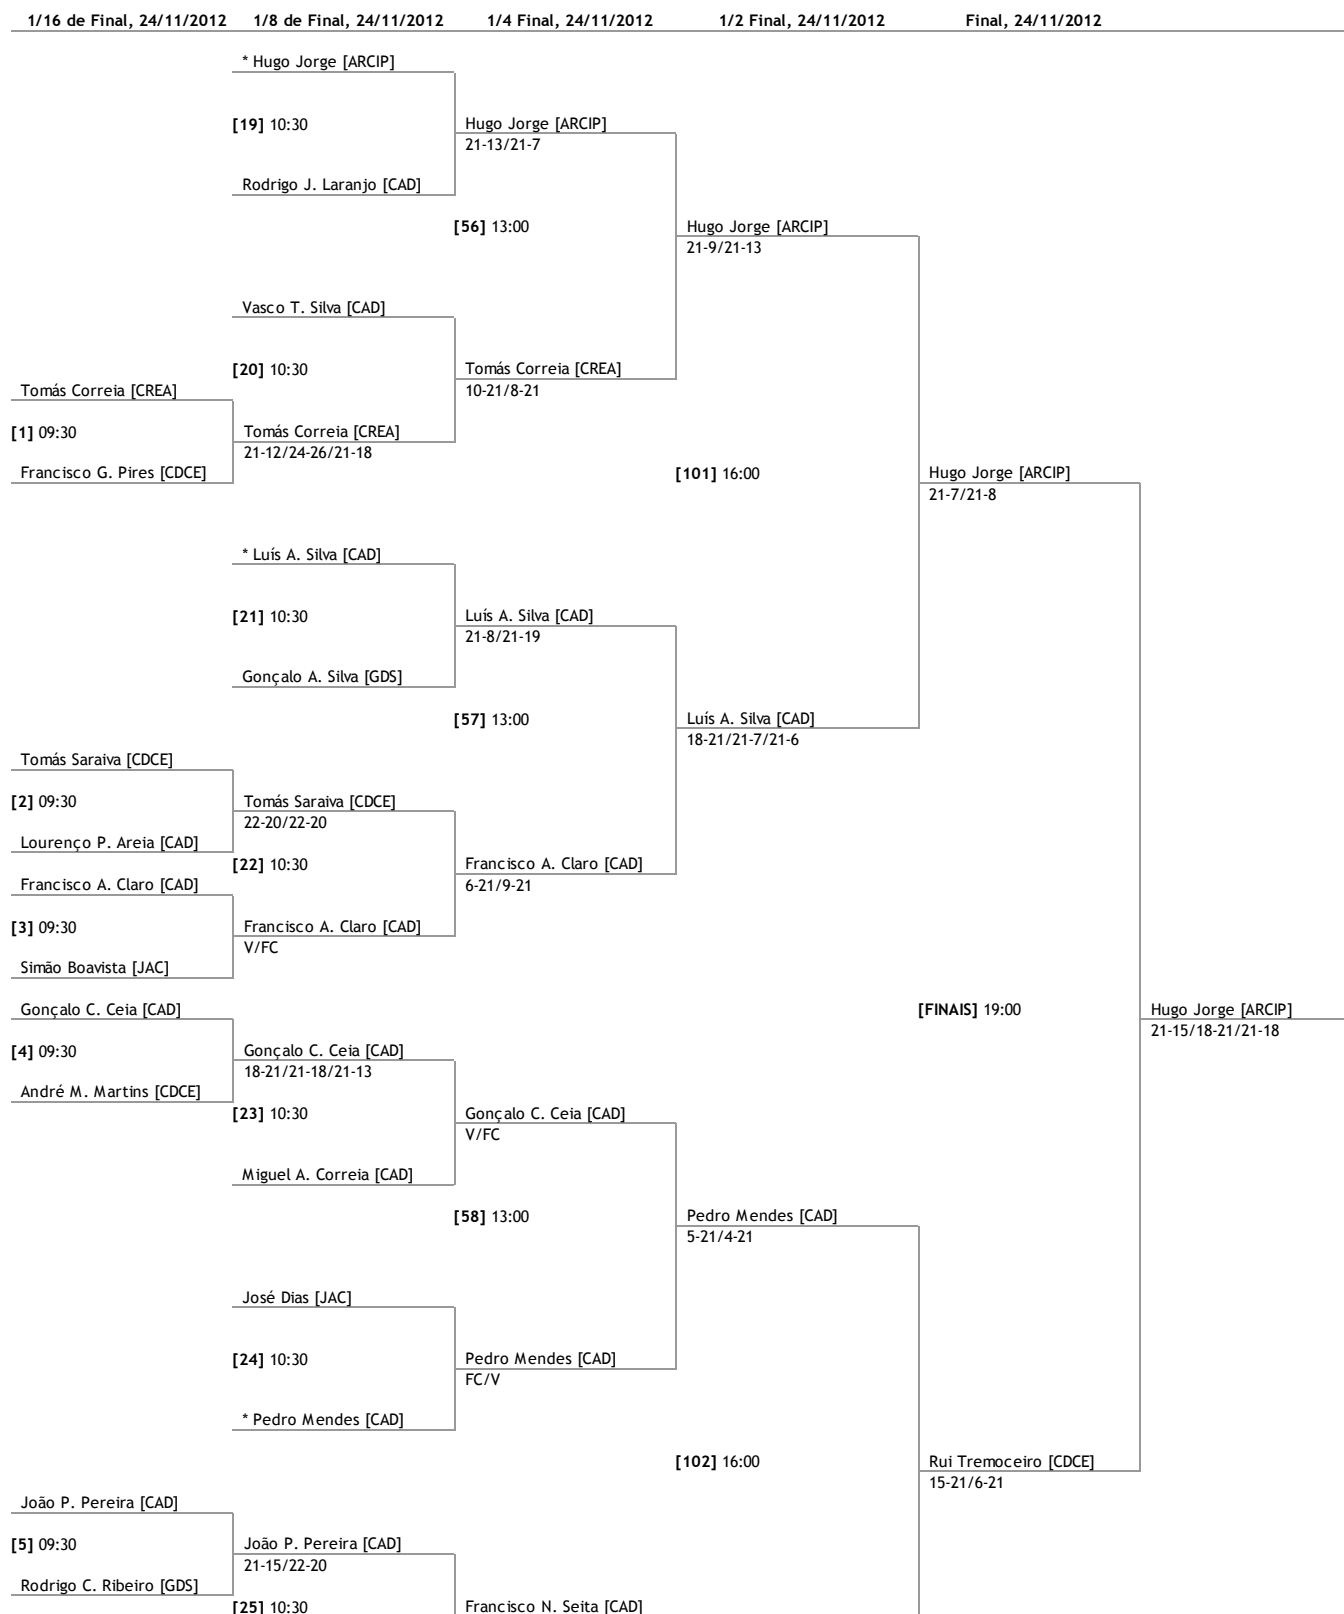 1/16 de Final, 24/11/2012 1/8 de Final, 24/11/2012 1/4 Final, 24/11/2012 1/2 Final, 24/11/2012 Final, 24/11/2012
* Hugo Jorge [ARCIP]
[19] 10:30 Hugo Jorge [ARCIP]
21-13/21-7
Rodrigo J. Laranjo [CAD]
[56] 13:00 Hugo Jorge [ARCIP]
21-9/21-13
Vasco T. Silva [CAD]
[20] 10:30 Tomás Correia [CREA]
Tomás Correia [CREA] 10-21/8-21
[1] 09:30 Tomás Correia [CREA]
21-12/24-26/21-18
Francisco G. Pires [CDCE] [101] 16:00 Hugo Jorge [ARCIP]
21-7/21-8
* Luís A. Silva [CAD]
[21] 10:30 Luís A. Silva [CAD]
21-8/21-19
Gonçalo A. Silva [GDS]
[57] 13:00 Luís A. Silva [CAD]
18-21/21-7/21-6
Tomás Saraiva [CDCE]
[2] 09:30 Tomás Saraiva [CDCE]
22-20/22-20
Lourenço P. Areia [CAD]
[22] 10:30 Francisco A. Claro [CAD]
Francisco A. Claro [CAD] 6-21/9-21
[3] 09:30 Francisco A. Claro [CAD]
V/FC
Simão Boavista [JAC]
Gonçalo C. Ceia [CAD] [FINAIS] 19:00 Hugo Jorge [ARCIP]
21-15/18-21/21-18
[4] 09:30 Gonçalo C. Ceia [CAD]
18-21/21-18/21-13
André M. Martins [CDCE]
[23] 10:30 Gonçalo C. Ceia [CAD]
V/FC
Miguel A. Correia [CAD]
[58] 13:00 Pedro Mendes [CAD]
5-21/4-21
José Dias [JAC]
[24] 10:30 Pedro Mendes [CAD]
FC/V
* Pedro Mendes [CAD]
[102] 16:00 Rui Tremoceiro [CDCE]
15-21/6-21
João P. Pereira [CAD]
[5] 09:30 João P. Pereira [CAD]
21-15/22-20
Rodrigo C. Ribeiro [GDS]
[25] 10:30 Francisco N. Seita [CAD]